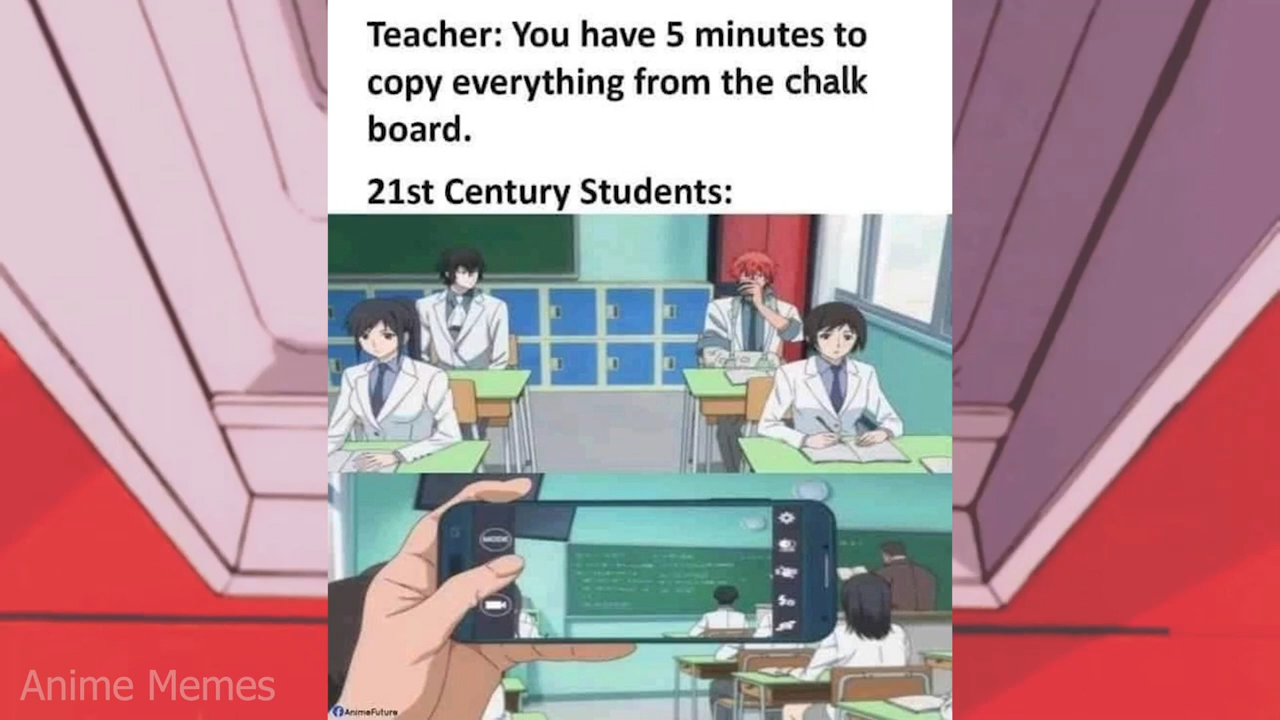 Teacher: You have 5 minutes to
copy everything from the chalk
board.
21st Century Students:
MODE
Anime Memes
AnimeFuture